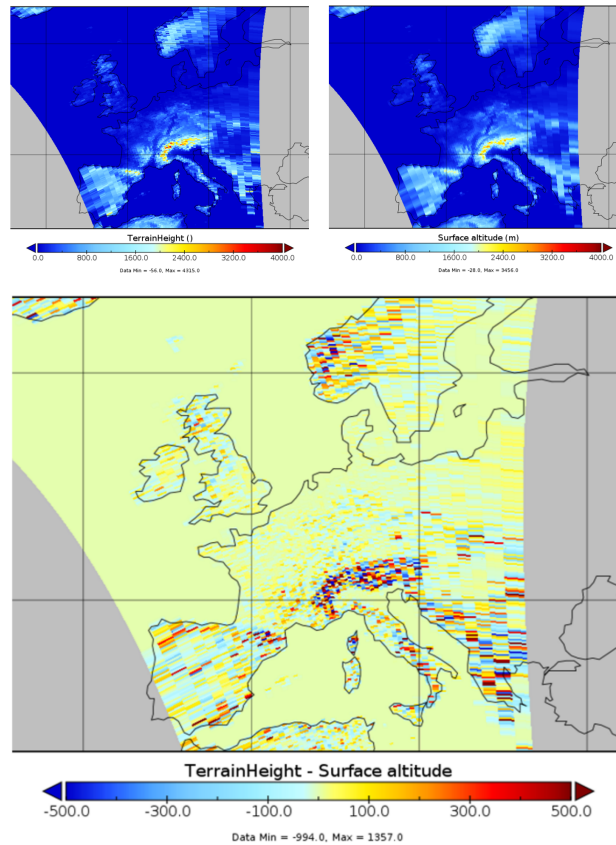 TerrainHeight ()
0.0 800.0 1600.0 2400.0 3200.0 4000.0
Data Min = -56.0, Max = 4315.0
Surface altitude (m)
0.0 800.0 1600.0 2400.0 3200.0 4000.0
Data Min = -28.0, Max = 3456.0
TerrainHeight - Surface altitude
-500.0 -300.0 -100.0 100.0 300.0 500.0
Data Min = -994.0, Max = 1357.0